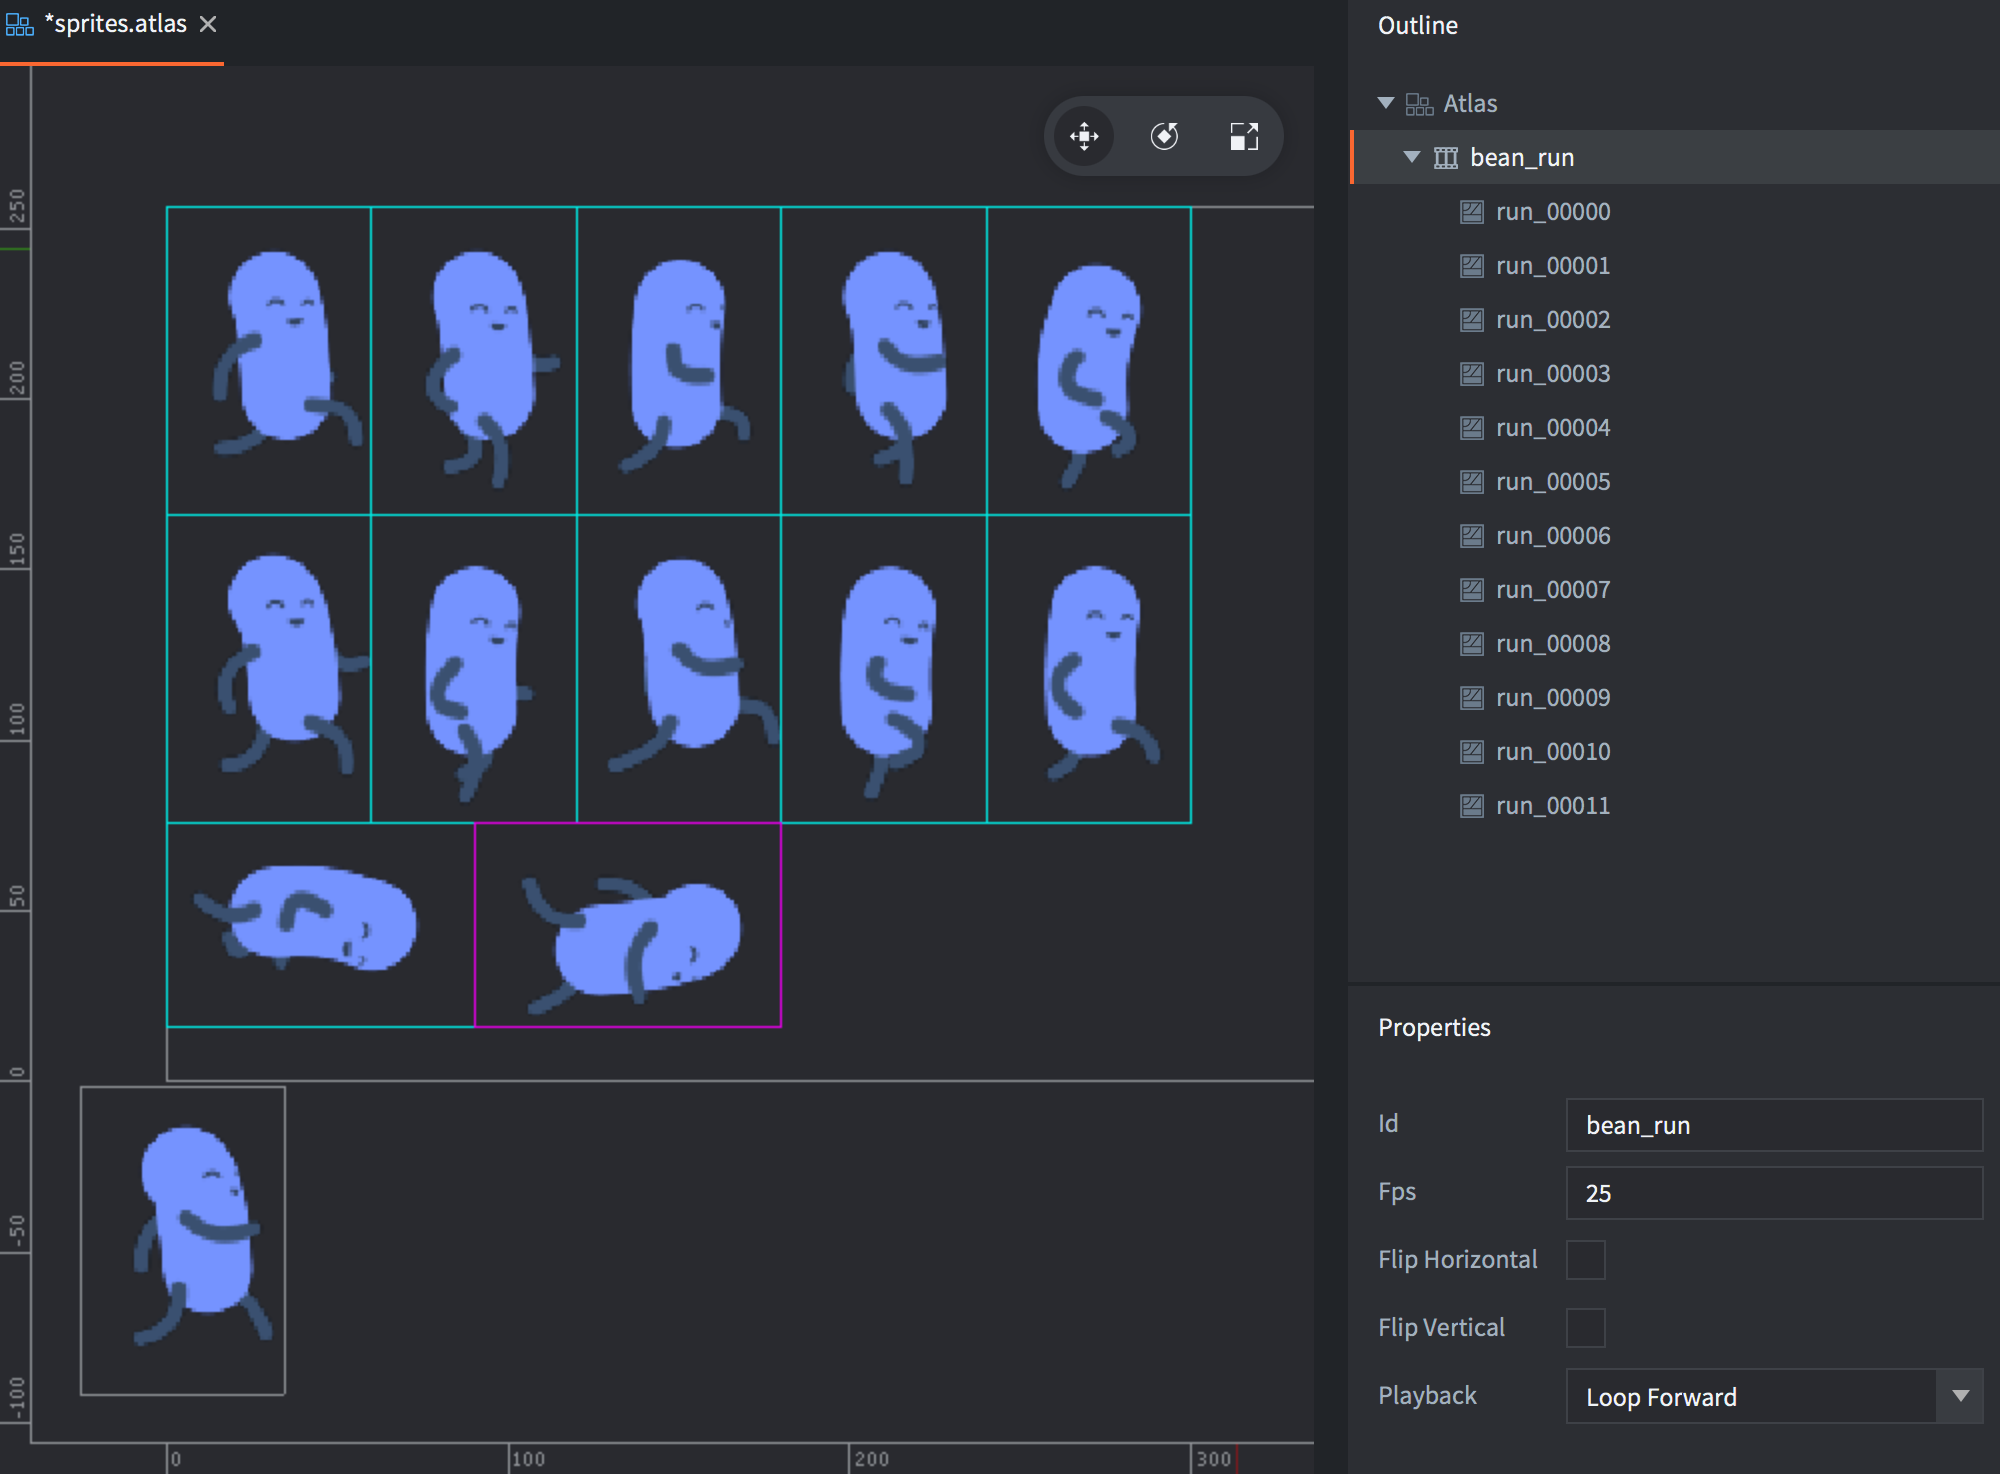 *sprites.atlas
250
200
150
100
50
0
-50
-100
0
100
200
300
Outline
Atlas
bean_run
run_00000
run_00001
run_00002
run_00003
run_00004
run_00005
run_00006
run_00007
run_00008
run_00009
run_00010
run_00011
Properties
Id
bean_run
Fps
25
Flip Horizontal
Flip Vertical
Playback
Loop Forward